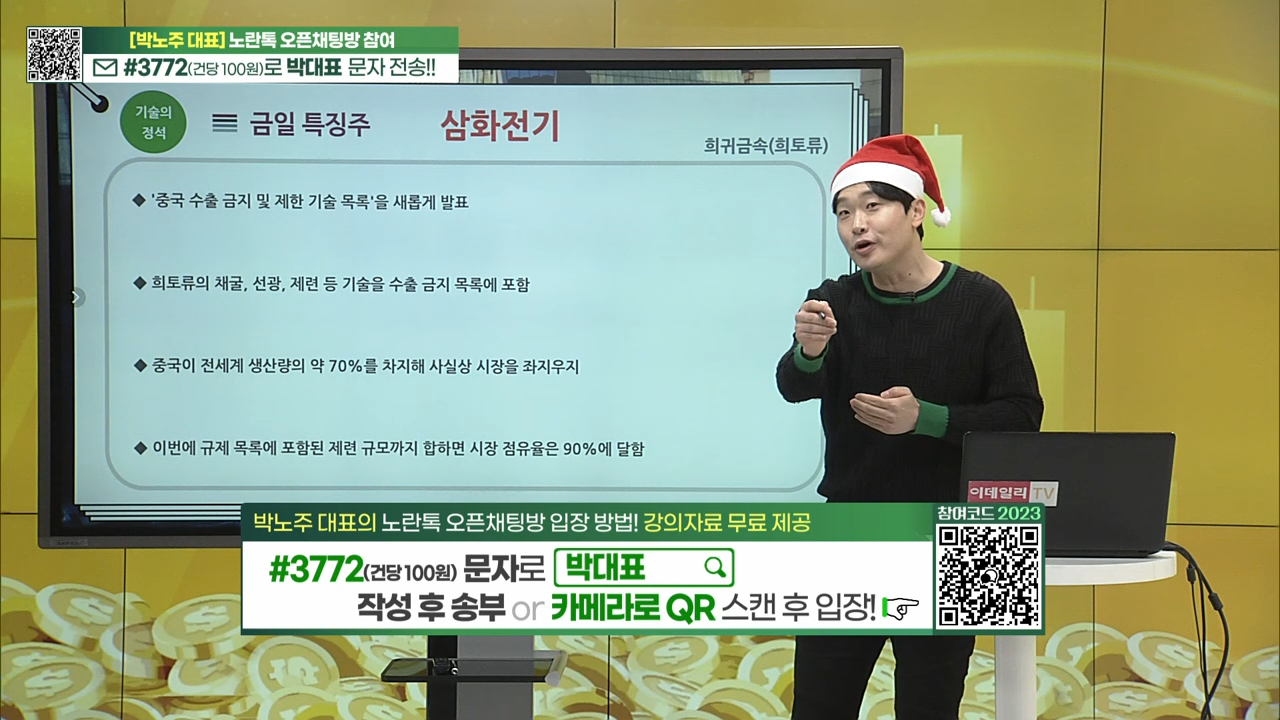 [박노주 대표] 노란톡 오픈채팅방 참여
#3772(건당 100원)로 박대표 문자 전송!!
기술의
정석
금일 특징주
삼화전기
희귀금속(희토류)
◆ '중국 수출 금지 및 제한 기술 목록'을 새롭게 발표
◆ 희토류의 채굴, 선광, 제련 등 기술을 수출 금지 목록에 포함
◆ 중국이 전세계 생산량의 약 70%를 차지해 사실상 시장을 좌지우지
◆ 이번에 규제 목록에 포함된 제련 규모까지 합하면 시장 점유율은 90%에 달함
이데일리 TV
박노주 대표의 노란톡 오픈채팅방 입장 방법! 강의자료 무료 제공
참여코드 2023
#3772(건당 100원) 문자로 박대표
작성 후 송부 or 카메라로 QR 스캔 후 입장!